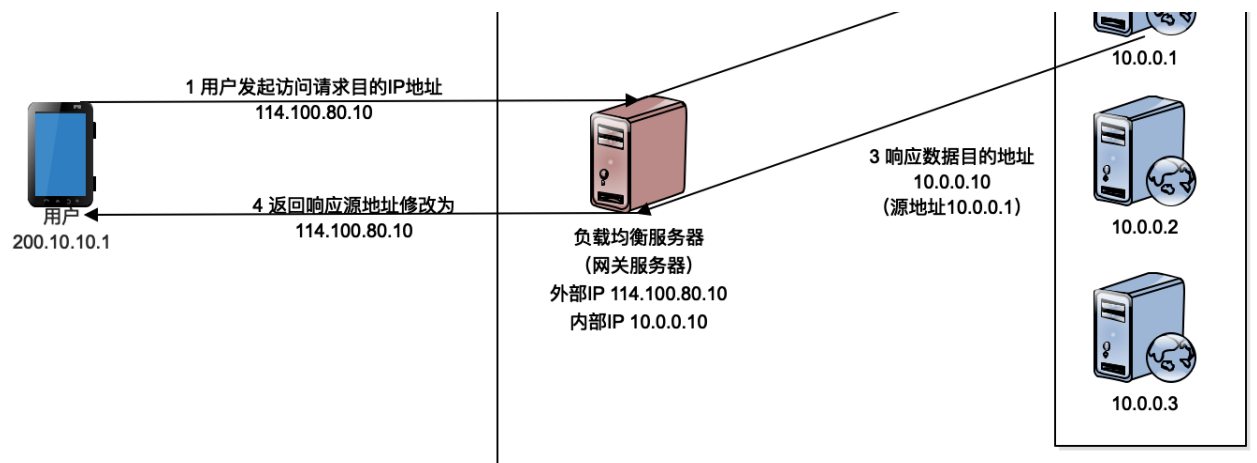 10.0.0.1
1 用户发起访问请求目的IP地址
114.100.80.10
3 响应数据目的地址
10.0.0.10
（源地址10.0.0.1）
4 返回响应源地址修改为
114.100.80.10
用户
200.10.10.1
负载均衡服务器
（网关服务器）
外部IP 114.100.80.10
内部IP 10.0.0.10
10.0.0.2
10.0.0.3